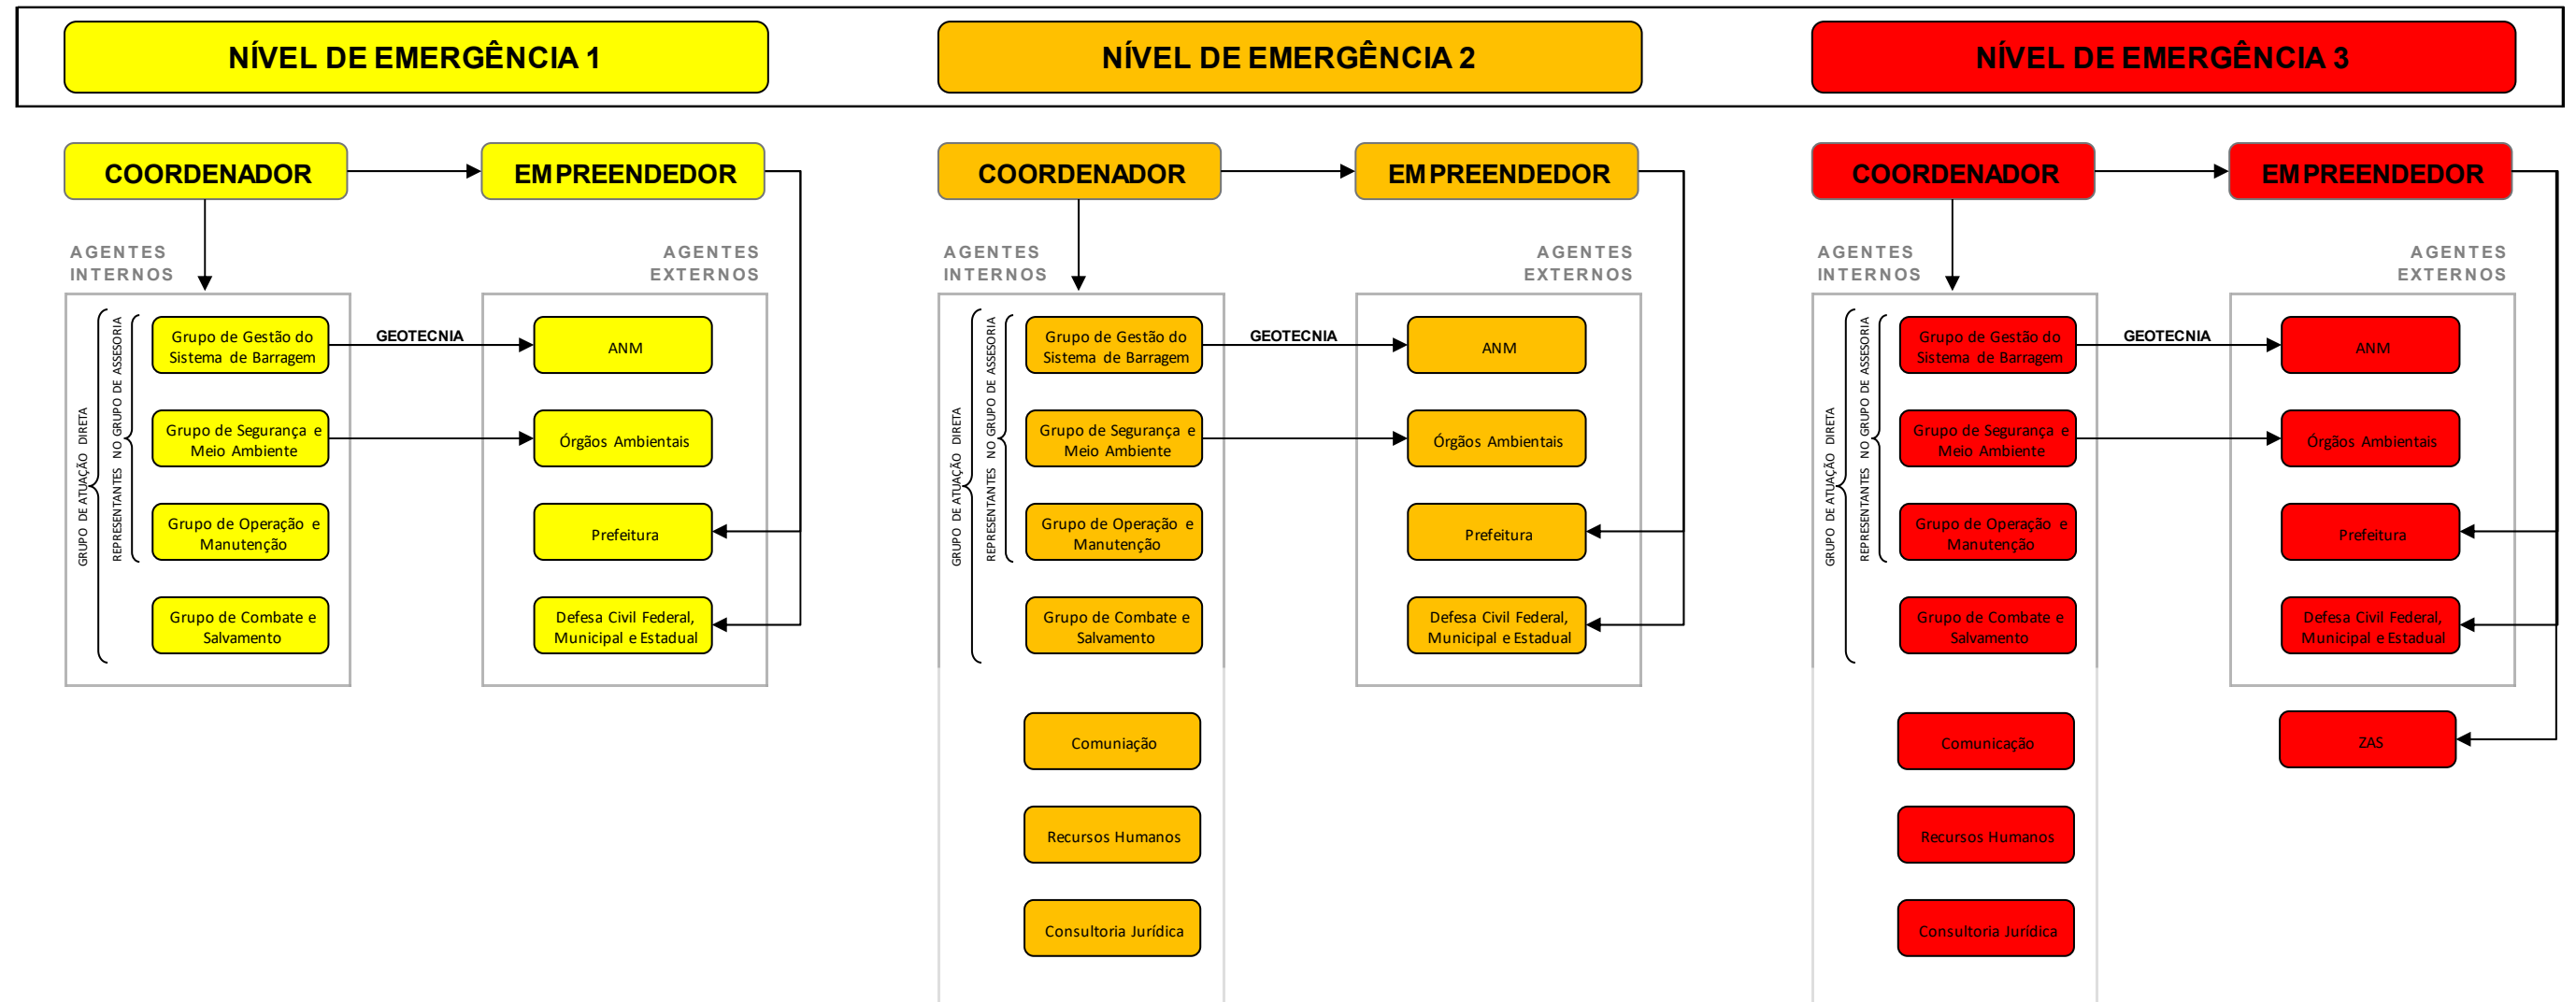 NÍVEL DE EMERGÊNCIA 1
NÍVEL DE EMERGÊNCIA 2
NÍVEL DE EMERGÊNCIA 3
COORDENADOR
EMPREENDEDOR
AGENTES
INTERNOS
AGENTES
EXTERNOS
GRUPO DE ATUAÇÃO DIRETA
REPRESENTANTES NO GRUPO DE ASSESORIA
Grupo de Gestão do
Sistema de Barragem
GEOTECNIA
ANM
Grupo de Segurança e
Meio Ambiente
Órgãos Ambientais
Grupo de Operação e
Manutenção
Prefeitura
Grupo de Combate e
Salvamento
Defesa Civil Federal,
Municipal e Estadual
COORDENADOR
EMPREENDEDOR
AGENTES
INTERNOS
AGENTES
EXTERNOS
GRUPO DE ATUAÇÃO DIRETA
REPRESENTANTES NO GRUPO DE ASSESORIA
Grupo de Gestão do
Sistema de Barragem
GEOTECNIA
ANM
Grupo de Segurança e
Meio Ambiente
Órgãos Ambientais
Grupo de Operação e
Manutenção
Prefeitura
Grupo de Combate e
Salvamento
Defesa Civil Federal,
Municipal e Estadual
Comuniação
Recursos Humanos
Consultoria Jurídica
COORDENADOR
EMPREENDEDOR
AGENTES
INTERNOS
AGENTES
EXTERNOS
GRUPO DE ATUAÇÃO DIRETA
REPRESENTANTES NO GRUPO DE ASSESORIA
Grupo de Gestão do
Sistema de Barragem
GEOTECNIA
ANM
Grupo de Segurança e
Meio Ambiente
Órgãos Ambientais
Grupo de Operação e
Manutenção
Prefeitura
Grupo de Combate e
Salvamento
Defesa Civil Federal,
Municipal e Estadual
Comunicação
ZAS
Recursos Humanos
Consultoria Jurídica